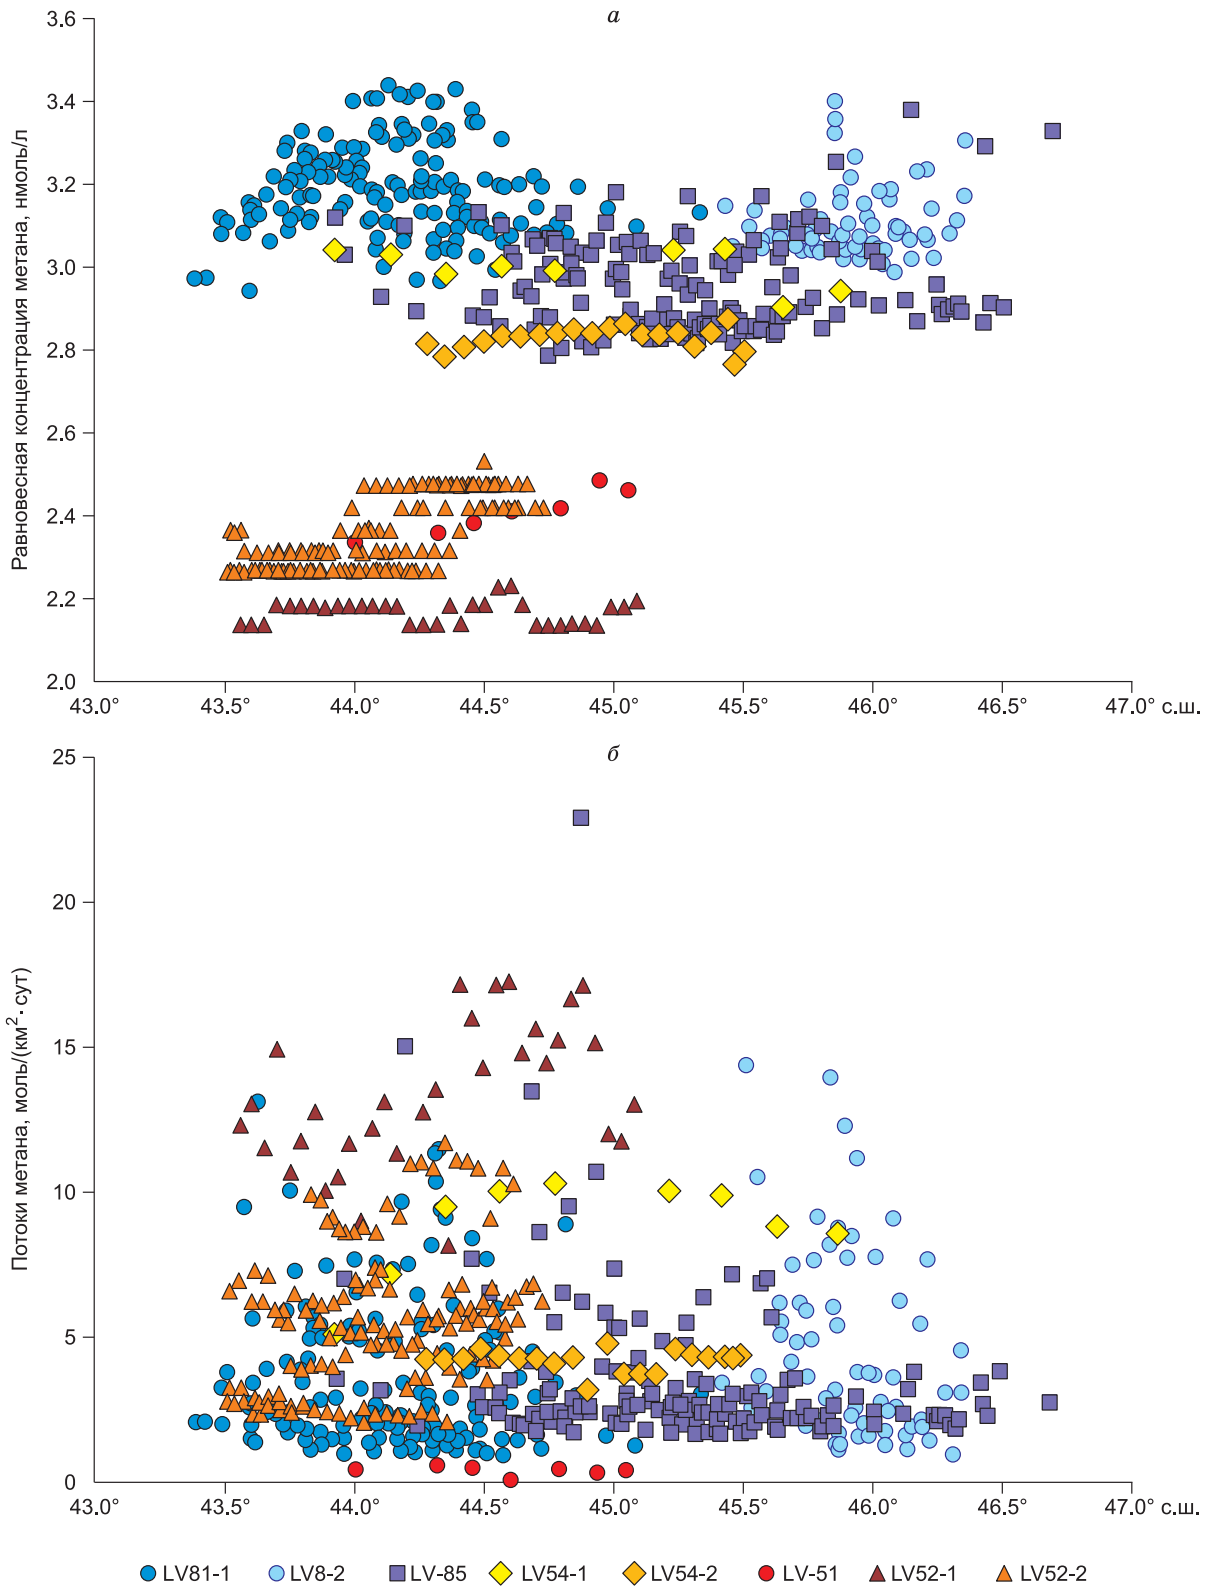 а
3.6
3.4
3.2
3.0
2.8
2.6
2.4
2.2
2.0
Равновесная концентрация метана, нмоль/л
43.0° 43.5° 44.0° 44.5° 45.0° 45.5° 46.0° 46.5° 47.0° с.ш.
б
25
20
15
10
5
0
Потоки метана, моль/(км²· сут)
43.0° 43.5° 44.0° 44.5° 45.0° 45.5° 46.0° 46.5° 47.0° с.ш.
LV81-1 LV8-2 LV-85 LV54-1 LV54-2 LV-51 LV52-1 LV52-2